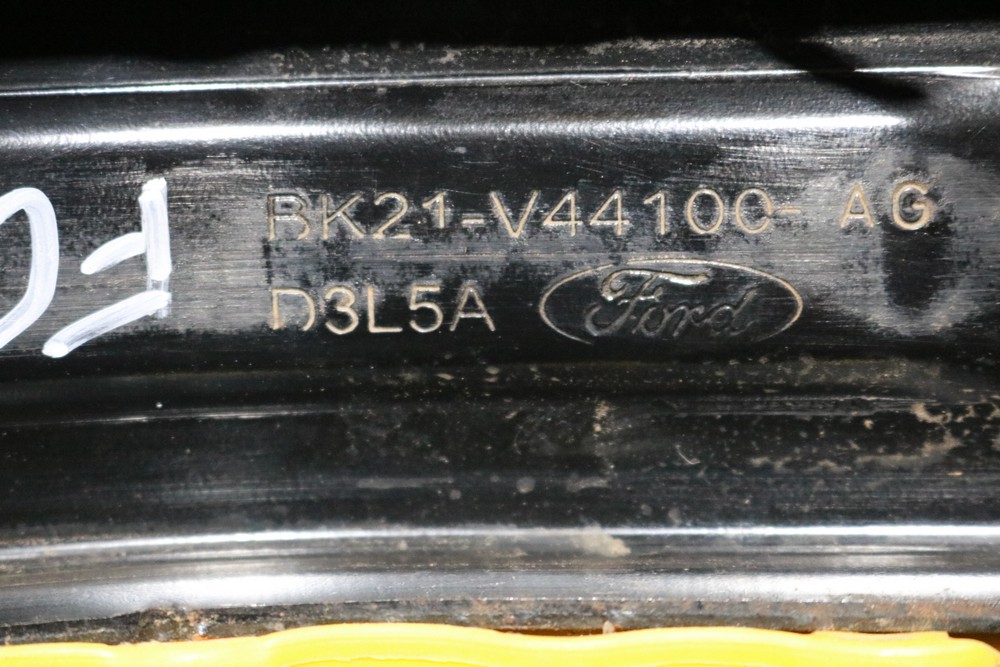 BK21-V44100- AG
D3L5A Ford